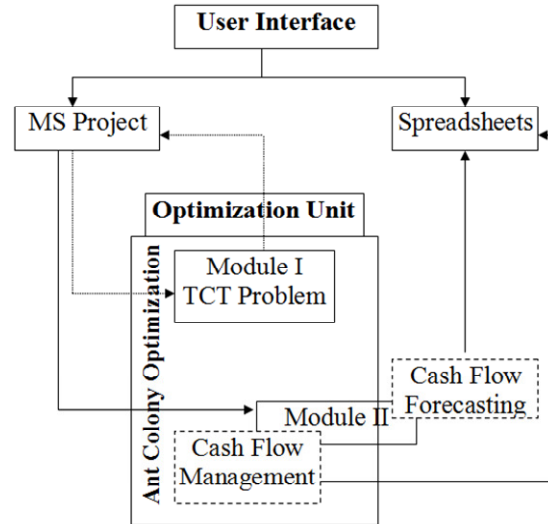 User Interface
MS Project
Spreadsheets
Optimization Unit
Ant Colony Optimization
Module I
TCT Problem
Cash Flow
Forecasting
Module II
Cash Flow
Management